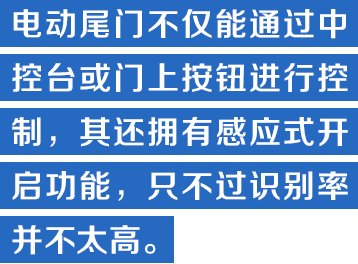 电动尾门不仅能通过中
控台或门上按钮进行控
制，其还拥有感应式开
启功能，只不过识别率
并不太高。